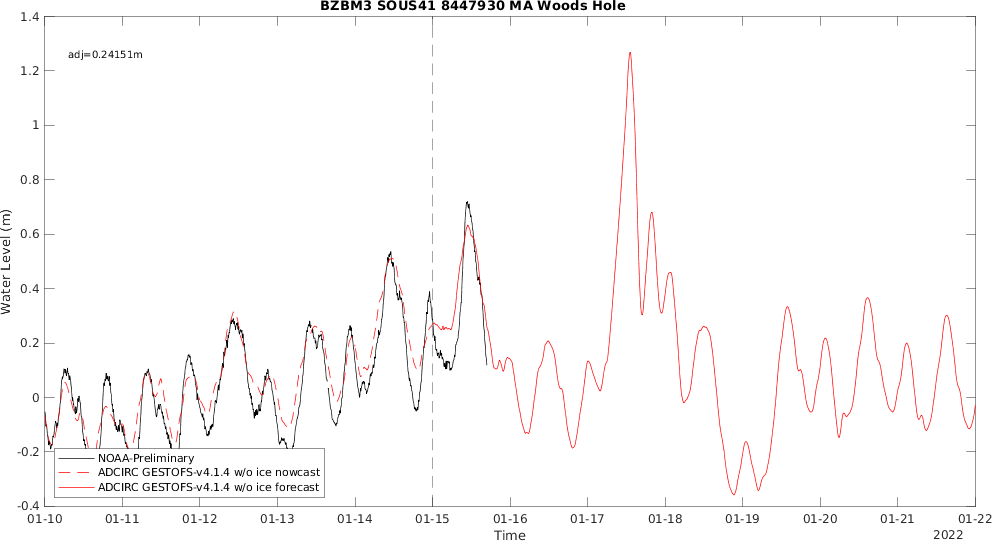 BZBM3 SOUS41 8447930 MA Woods Hole
1.4
adj=0.24151m
1.2
1
0.8
0.6
0.4
0.2
0
-0.2
-0.4
Water Level (m)
NOAA-Preliminary
ADCIRC GESTOFS-v4.1.4 w/o ice nowcast
ADCIRC GESTOFS-v4.1.4 w/o ice forecast
01-10 01-11 01-12 01-13 01-14 01-15 01-16 01-17 01-18 01-19 01-20 01-21 01-22
Time
2022